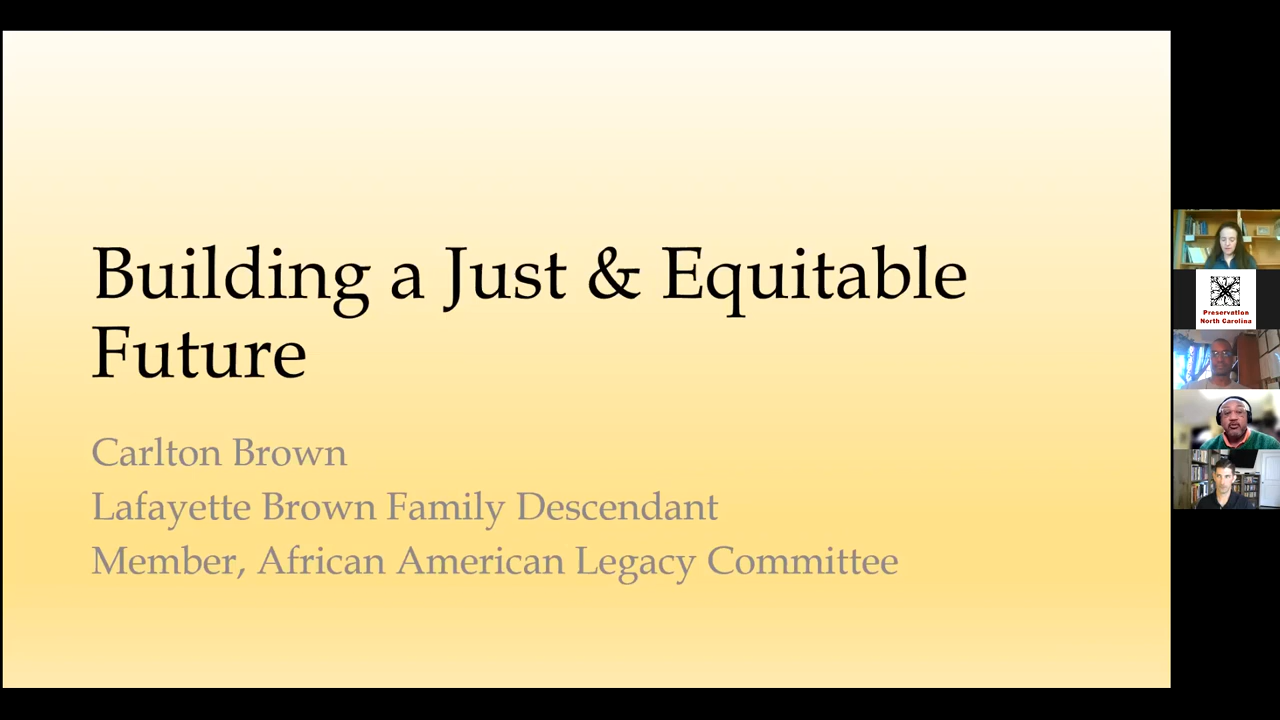 Building a Just & Equitable
Future
Carlton Brown
Lafayette Brown Family Descendant
Member, African American Legacy Committee
Preservation
North Carolina